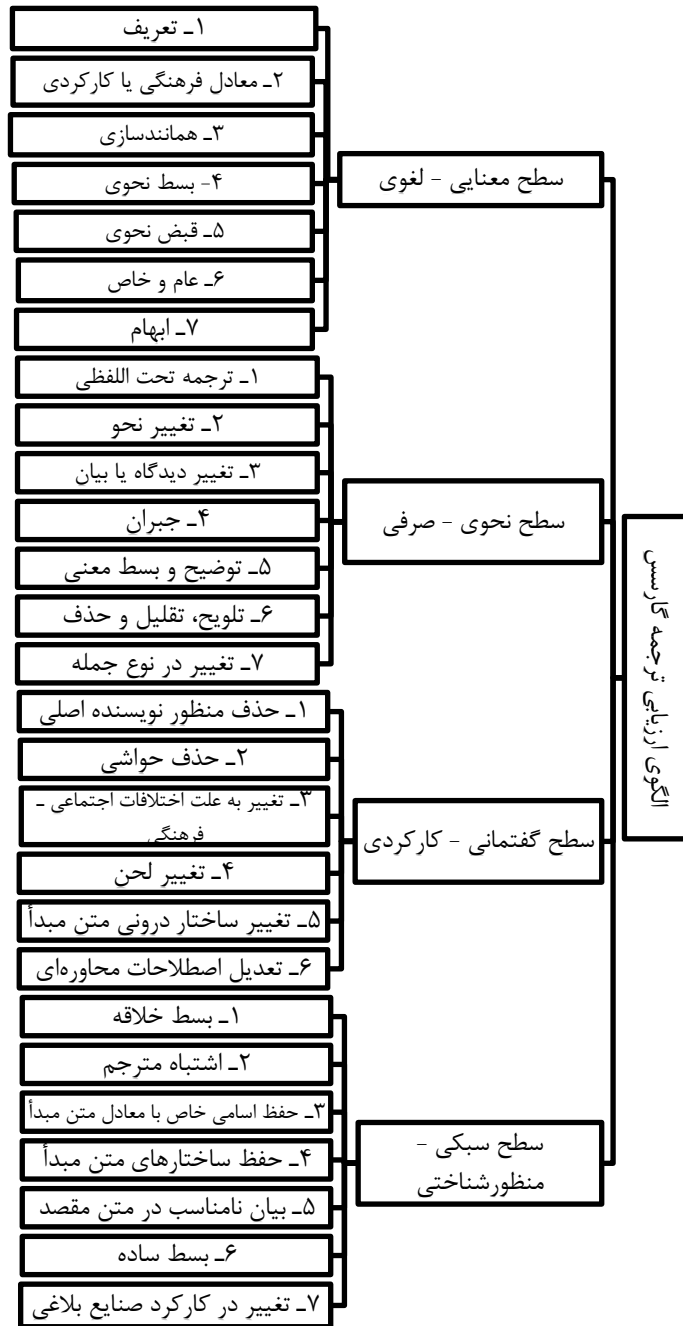 الگوی ارزیابی ترجمه گارسس
سطح معنایی - لغوی
۱ـ تعریف
۲ـ معادل فرهنگی یا کارکردی
۳ـ همانندسازی
۴- بسط نحوی
۵ـ قبض نحوی
۶ـ عام و خاص
۷ـ ابهام
سطح نحوی - صرفی
۱ـ ترجمه تحت اللفظی
۲ـ تغییر نحو
۳ـ تغییر دیدگاه یا بیان
۴ـ جبران
۵ـ توضیح و بسط معنی
۶ـ تلویح، تقلیل و حذف
۷ـ تغییر در نوع جمله
سطح گفتمانی - کارکردی
۱ـ حذف منظور نویسنده اصلی
۲ـ حذف حواشی
۳ـ تغییر به علت اختلافات اجتماعی ـ
فرهنگی
۴ـ تغییر لحن
۵ـ تغییر ساختار درونی متن مبدأ
۶ـ تعدیل اصطلاحات محاوره‌ای
سطح سبکی -
منظورشناختی
۱ـ بسط خلاقه
۲ـ اشتباه مترجم
۳ـ حفظ اسامی خاص با معادل متن مبدأ
۴ـ حفظ ساختارهای متن مبدأ
۵ـ بیان نامناسب در متن مقصد
۶ـ بسط ساده
۷ـ تغییر در کارکرد صنایع بلاغی